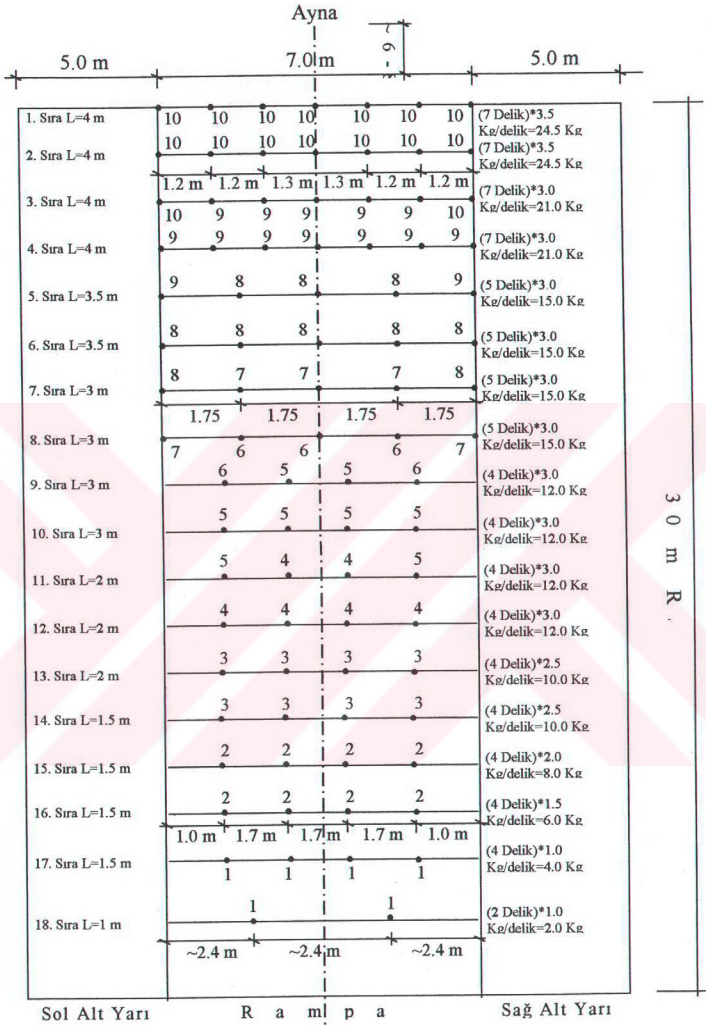 Ayna
~ 6 -
5.0 m 7.0 m 5.0 m
1. Sıra L=4 m 10 10 10 10 10 10 10 (7 Delik)*3.5
Kg/delik=24.5 Kg
2. Sıra L=4 m 10 10 10 10 10 10 10 (7 Delik)*3.5
Kg/delik=24.5 Kg
1.2 m 1.2 m 1.3 m 1.3 m 1.2 m 1.2 m
3. Sıra L=4 m (7 Delik)*3.0
Kg/delik=21.0 Kg
10 9 9 9 9 9 10
9 9 9 9 9 9 9
4. Sıra L=4 m (7 Delik)*3.0
Kg/delik=21.0 Kg
9 8 8 8 9
5. Sıra L=3.5 m (5 Delik)*3.0
Kg/delik=15.0 Kg
8 8 8 8 8
6. Sıra L=3.5 m (5 Delik)*3.0
Kg/delik=15.0 Kg
8 7 7 7 8
7. Sıra L=3 m (5 Delik)*3.0
Kg/delik=15.0 Kg
1.75 1.75 1.75 1.75
8. Sıra L=3 m (5 Delik)*3.0
Kg/delik=15.0 Kg
7 6 6 6 7
6 5 5 6
9. Sıra L=3 m (4 Delik)*3.0
Kg/delik=12.0 Kg
5 5 5 5
10. Sıra L=3 m (4 Delik)*3.0
Kg/delik=12.0 Kg
5 4 4 5
11. Sıra L=2 m (4 Delik)*3.0
Kg/delik=12.0 Kg
4 4 4 4
12. Sıra L=2 m (4 Delik)*3.0
Kg/delik=12.0 Kg
3 3 3 3
13. Sıra L=2 m (4 Delik)*2.5
Kg/delik=10.0 Kg
3 3 3 3
14. Sıra L=1.5 m (4 Delik)*2.5
Kg/delik=10.0 Kg
2 2 2 2
15. Sıra L=1.5 m (4 Delik)*2.0
Kg/delik=8.0 Kg
2 2 2 2
16. Sıra L=1.5 m (4 Delik)*1.5
Kg/delik=6.0 Kg
1.0 m 1.7 m 1.7 m 1.7 m 1.0 m
17. Sıra L=1.5 m (4 Delik)*1.0
Kg/delik=4.0 Kg
1 1 1 1
1 1
18. Sıra L=1 m (2 Delik)*1.0
Kg/delik=2.0 Kg
~2.4 m ~2.4 m ~2.4 m
30 m R.
Sol Alt Yarı Rampa Sağ Alt Yarı